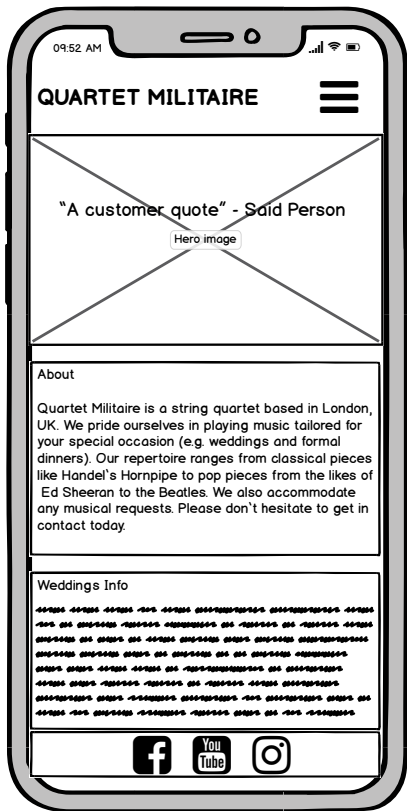 09:52 AM
QUARTET MILITAIRE
“A customer quote” - Said Person
Hero image
About
Quartet Militaire is a string quartet based in London,
UK. We pride ourselves in playing music tailored for
your special occasion (e.g. weddings and formal
dinners). Our repertoire ranges from classical pieces
like Handel`s Hornpipe to pop pieces from the likes of
Ed Sheeran to the Beatles. We also accommodate
any musical requests. Please don`t hesitate to get in
contact today.
Weddings Info
You
Tube